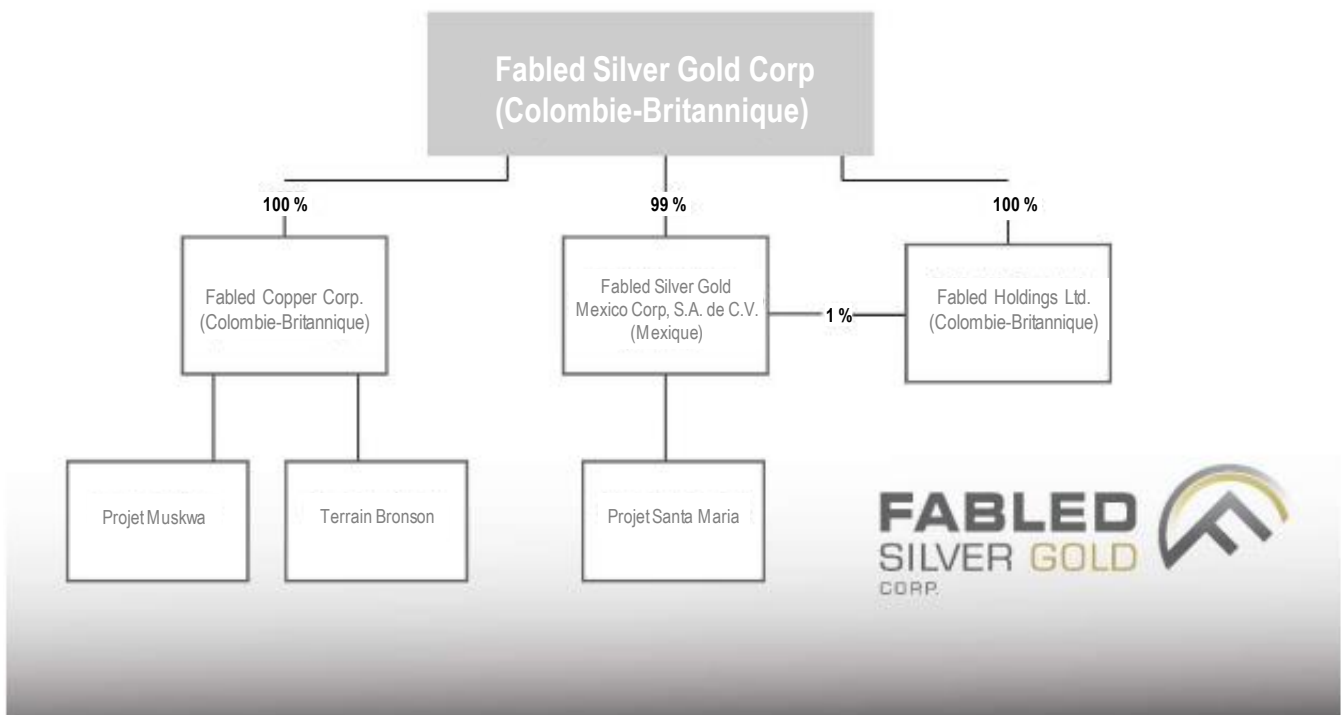 Fabled Silver Gold Corp
(Colombie-Britannique)
100 %
99 %
100 %
Fabled Copper Corp.
(Colombie-Britannique)
Fabled Silver Gold
Mexico Corp, S.A. de C.V.
(Mexique)
1 %
Fabled Holdings Ltd.
(Colombie-Britannique)
Projet Muskwa
Terrain Bronson
Projet Santa Maria
FABLED
SILVER GOLD
CORP.